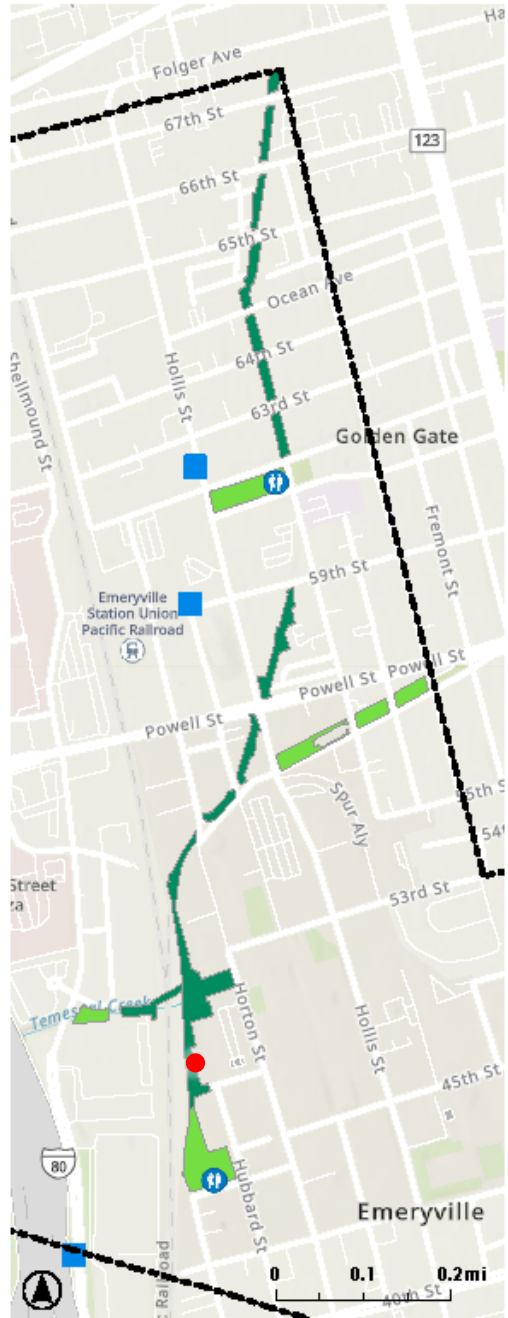 Ha
Folger Ave
67th St
123
66th St
65th St
Ocean Ave
64th St
Shellmound St
Hollis St
63rd St
Golden Gate
Fremont St
59th St
Emeryville
Station Union
Pacific Railroad
Powell St
Powell St
Powell St
Spur Aly
55th S
54t
53rd St
Street
za
Temescal Creek
Horton St
Hollis St
45th St
80
Hubbard St
Emeryville
Railroad
0 0.1 0.2mi
40th St